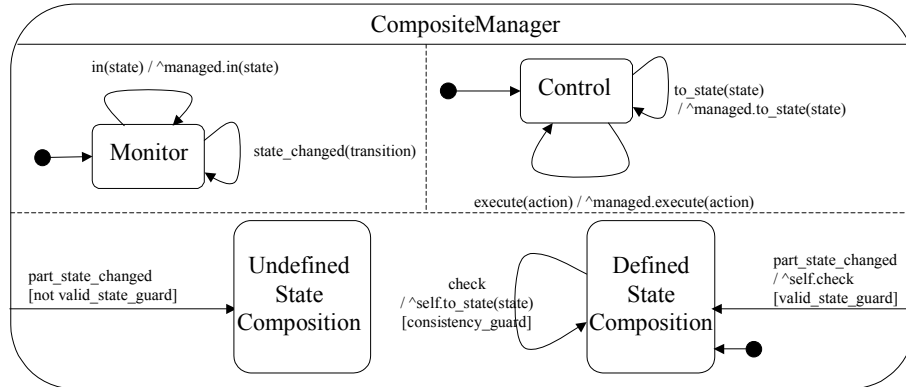 CompositeManager
in(state) / ^managed.in(state)
Monitor
state_changed(transition)
Control
to_state(state)
/ ^managed.to_state(state)
execute(action) / ^managed.execute(action)
part_state_changed
[not valid_state_guard]
Undefined
State
Composition
check
/ ^self.to_state(state)
[consistency_guard]
Defined
State
Composition
part_state_changed
/ ^self.check
[valid_state_guard]